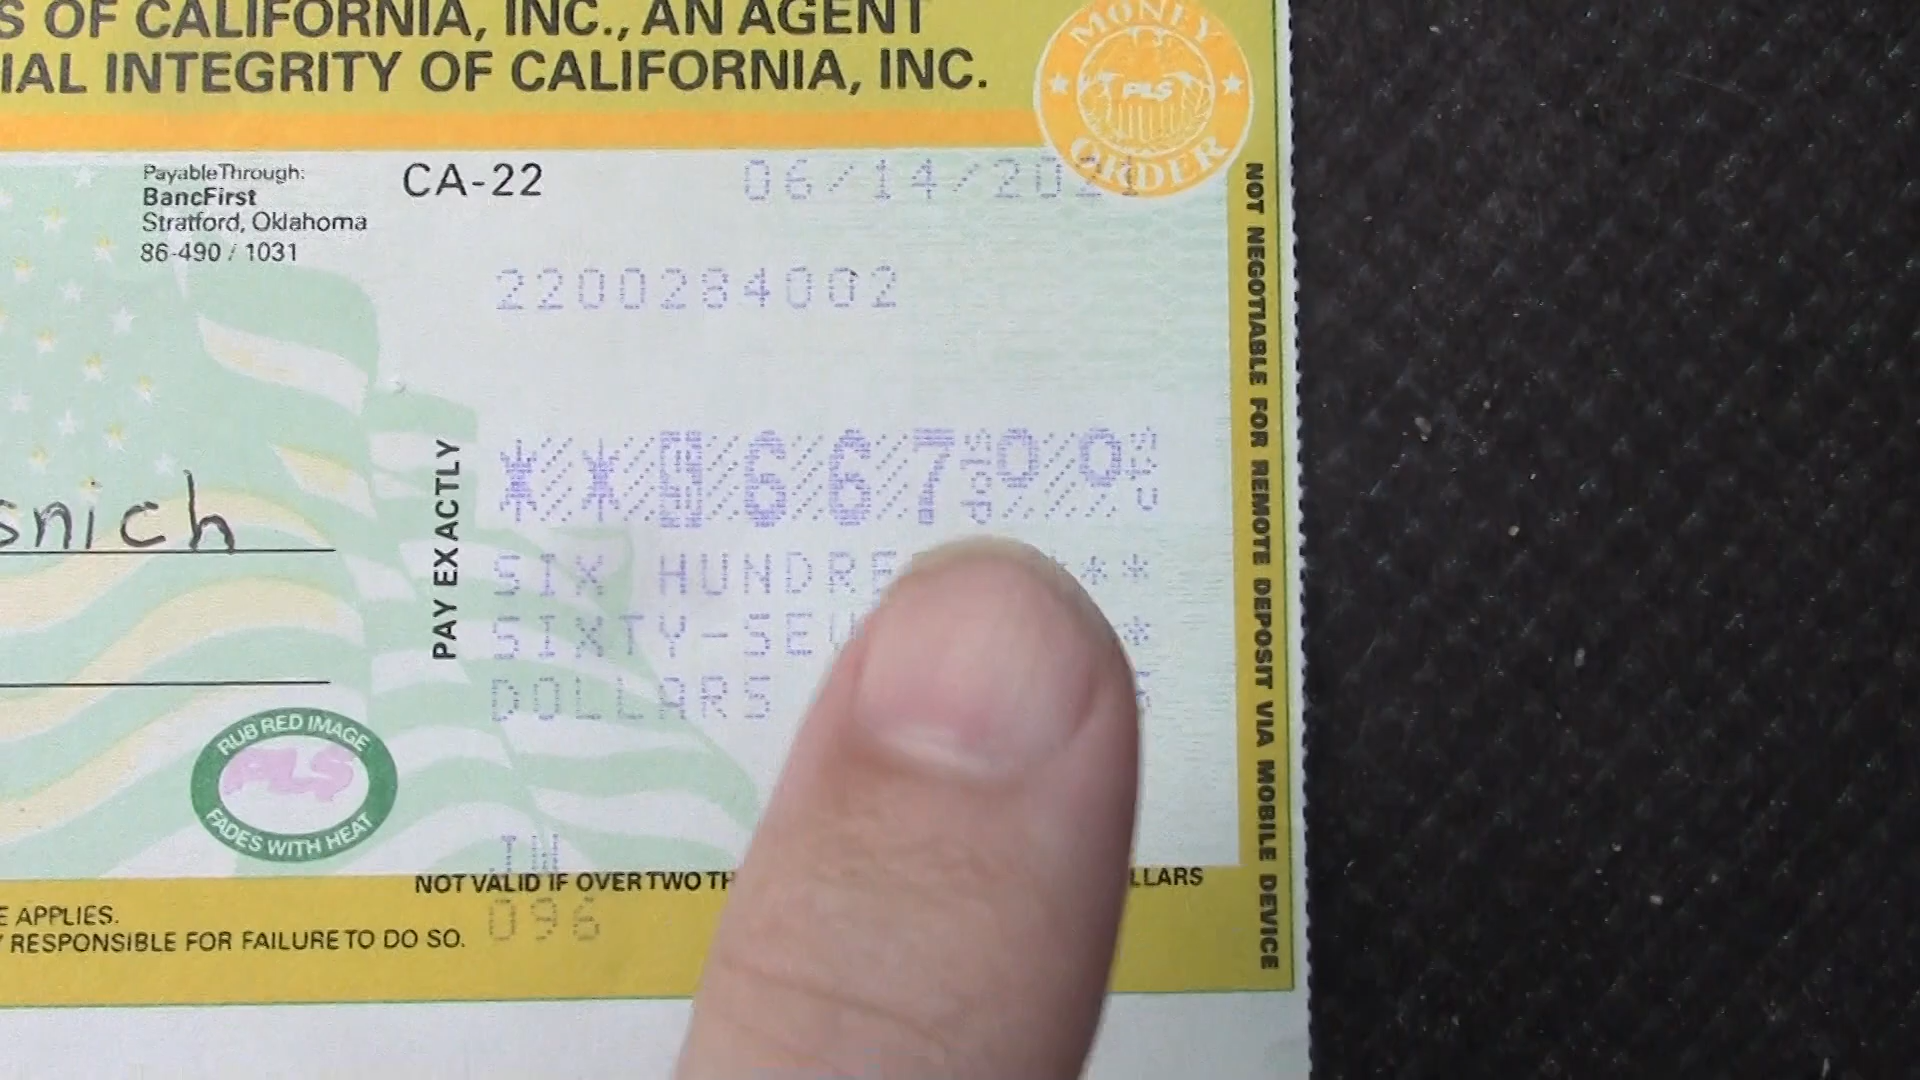 S OF CALIFORNIA, INC., AN AGENT
IAL INTEGRITY OF CALIFORNIA, INC.
MONEY
PLS
ORDER
Payable Through:
BancFirst
Stratford, Oklahoma
86-490 / 1031
CA-22
06/14/2021
2200284002
PAY EXACTLY
667 99
SIX HUNDRE **
SIXTY-SEV *
DOLLARS
snich
RUB RED IMAGE
PLS
FADES WITH HEAT
NOT VALID IF OVER TWO TH LLARS
096
E APPLIES.
Y RESPONSIBLE FOR FAILURE TO DO SO.
NOT NEGOTIABLE FOR REMOTE DEPOSIT VIA MOBILE DEVICE